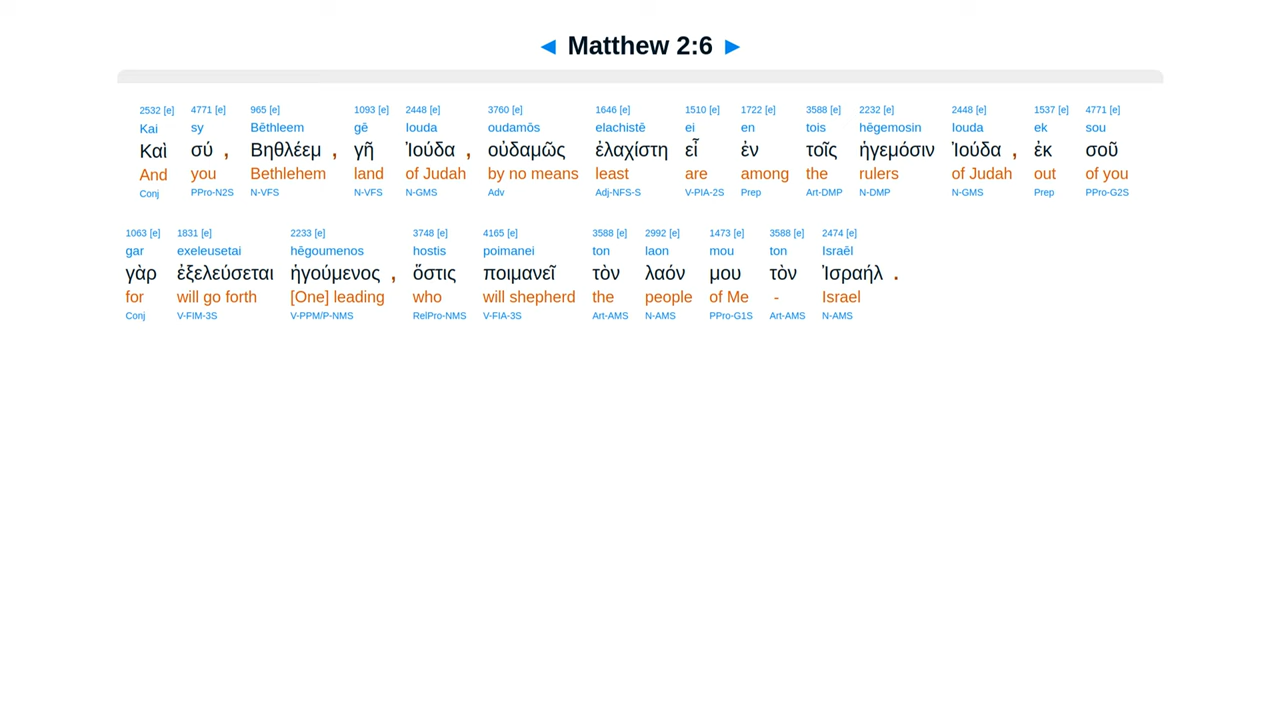 ◄ Matthew 2:6 ►
2532 [e] 4771 [e] 965 [e] 1093 [e] 2448 [e] 3760 [e] 1646 [e] 1510 [e] 1722 [e] 3588 [e] 2232 [e] 2448 [e] 1537 [e] 4771 [e]
Kai sy Bēthleem gē Iouda oudamōs elachistē ei en tois hēgemosin Iouda ek sou
Καὶ σύ , Βηθλέεμ , γῆ Ἰούδα , οὐδαμῶς ἐλαχίστη εἶ ἐν τοῖς ἡγεμόσιν Ἰούδα , ἐκ σοῦ
And you Bethlehem land of Judah by no means least are among the rulers of Judah out of you
Conj PPro-N2S N-VFS N-VFS N-GMS Adv Adj-NFS-S V-PIA-2S Prep Art-DMP N-DMP N-GMS Prep PPro-G2S
1063 [e] 1831 [e] 2233 [e] 3748 [e] 4165 [e] 3588 [e] 2992 [e] 1473 [e] 3588 [e] 2474 [e]
gar exeleusetai hēgoumenos hostis poimanei ton laon mou ton Israēl
γὰρ ἐξελεύσεται ἡγούμενος , ὅστις ποιμανεῖ τὸν λαόν μου τὸν Ἰσραήλ .
for will go forth [One] leading who will shepherd the people of Me - Israel
Conj V-FIM-3S V-PPM/P-NMS RelPro-NMS V-FIA-3S Art-AMS N-AMS PPro-G1S Art-AMS N-AMS